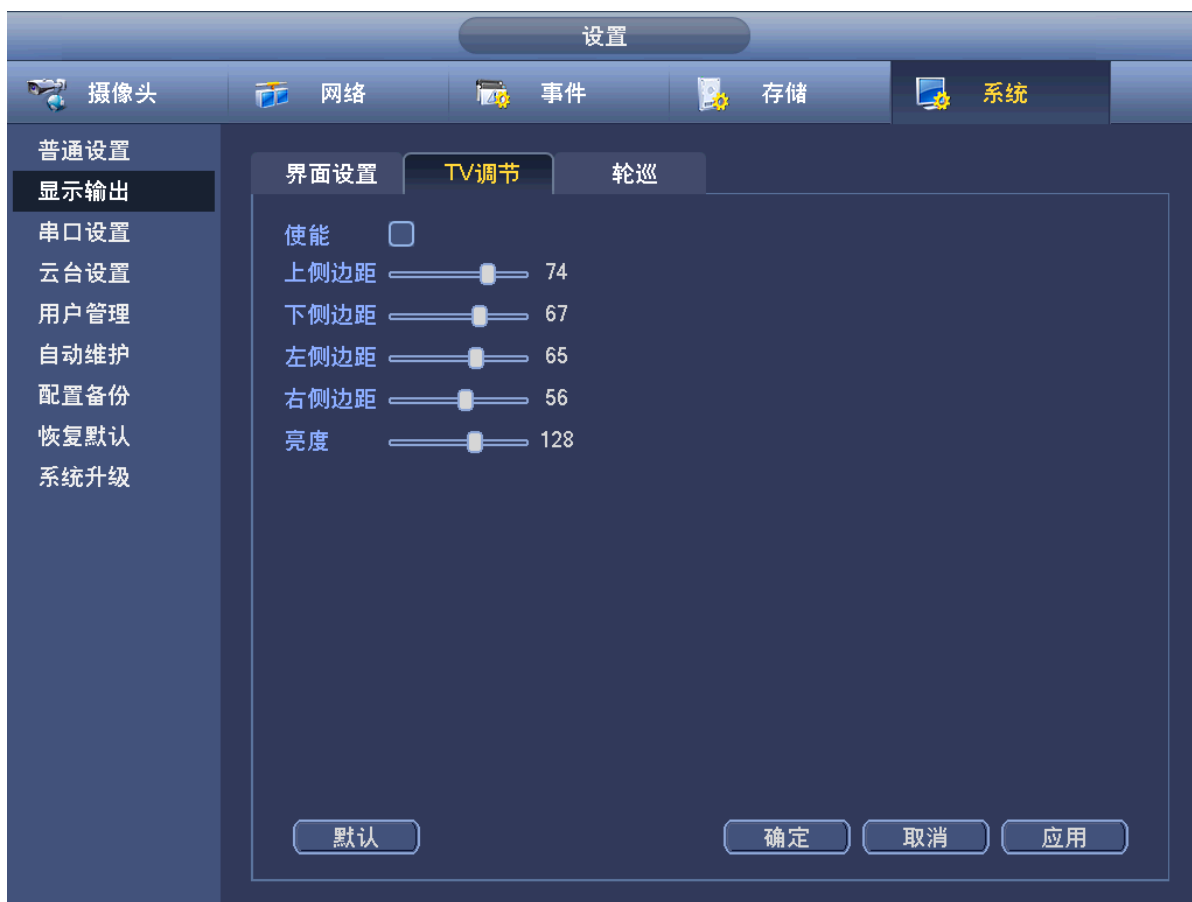 设置
摄像头 网络 事件 存储 系统
普通设置
显示输出
串口设置
云台设置
用户管理
自动维护
配置备份
恢复默认
系统升级
界面设置 TV调节 轮巡
使能
上侧边距 74
下侧边距 67
左侧边距 65
右侧边距 56
亮度 128
默认 确定 取消 应用